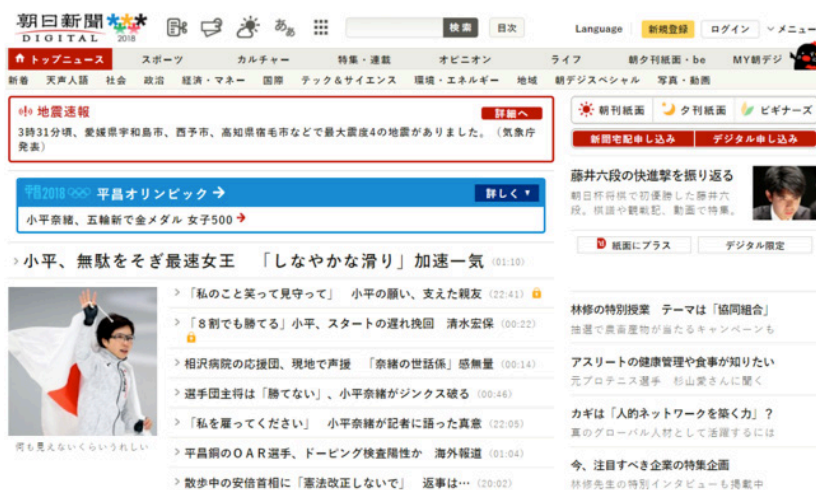 朝日新聞
DIGITAL
2018
あぁ
検索
目次
Language
新規登録
ログイン
メニュー
トップニュース
スポーツ
カルチャー
特集・連載
オピニオン
ライフ
朝夕刊紙面・be
MY朝デジ
新着 天声人語 社会 政治 経済・マネー 国際 テック&サイエンス 環境・エネルギー 地域 朝デジスペシャル 写真・動画
地震速報
詳細へ
3時31分頃、愛媛県宇和島市、西予市、高知県宿毛市などで最大震度4の地震がありました。(気象庁
発表)
平昌2018 平昌オリンピック
詳しく
小平奈緒、五輪新で金メダル 女子500
小平、無駄をそぎ最速女王 「しなやかな滑り」加速一気 (01:10)
「私のこと笑って見守って」 小平の願い、支えた親友 (22:41)
「8割でも勝てる」小平、スタートの遅れ挽回 清水宏保 (00:22)
相沢病院の応援団、現地で声援 「奈緒の世話係」感無量 (00:14)
選手団主将は「勝てない」、小平奈緒がジンクス破る (00:46)
「私を雇ってください」 小平奈緒が記者に語った真意 (22:05)
平昌銅のOAR選手、ドーピング検査陽性か 海外報道 (01:04)
散歩中の安倍首相に「憲法改正しないで」 返事は… (20:02)
何も見えないくらいうれしい
朝刊紙面
夕刊紙面
ビギナーズ
新聞宅配申し込み
デジタル申し込み
藤井六段の快進撃を振り返る
朝日杯将棋で初優勝した藤井六
段。棋譜や観戦記、動画で特集。
紙面にプラス
デジタル限定
林修の特別授業 テーマは「協同組合」
抽選で農畜産物が当たるキャンペーンも
アスリートの健康管理や食事が知りたい
元プロテニス選手 杉山愛さんに聞く
カギは「人的ネットワークを築く力」?
真のグローバル人材として活躍するには
今、注目すべき企業の特集企画
林修先生の特別インタビューも掲載中